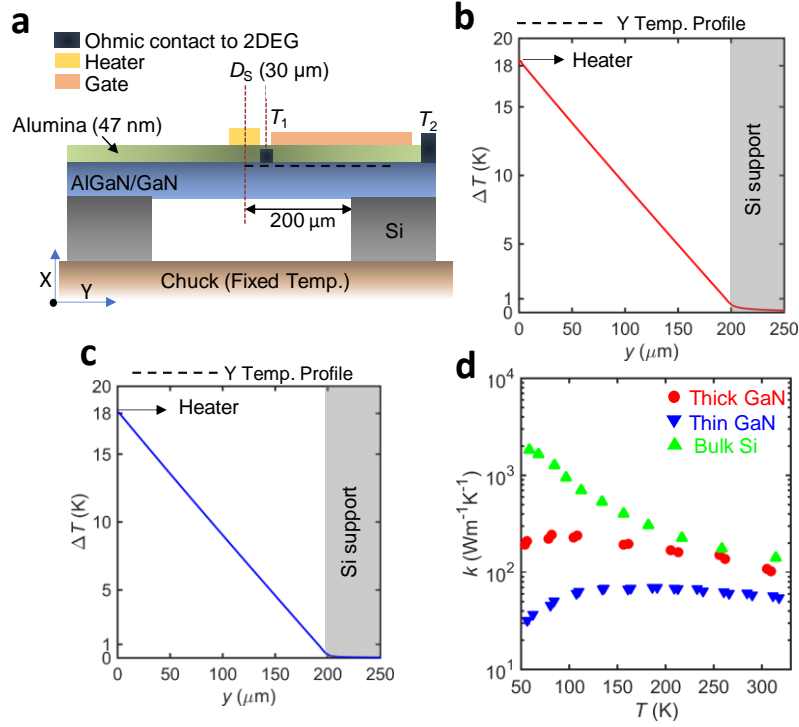 a
Ohmic contact to 2DEG
Heater
Gate
D_S (30 μm)
T_1
T_2
Alumina (47 nm)
AlGaN/GaN
200 μm
Si
X
Y
Chuck (Fixed Temp.)
b
Y Temp. Profile
20
18
15
10
5
1
0
ΔT (K)
Heater
Si support
0 50 100 150 200 250
y (μm)
c
Y Temp. Profile
20
18
15
10
5
1
0
ΔT (K)
Heater
Si support
0 50 100 150 200 250
y (μm)
d
10^4
10^3
10^2
10^1
k (Wm^-1K^-1)
Thick GaN
Thin GaN
Bulk Si
50 100 150 200 250 300
T (K)